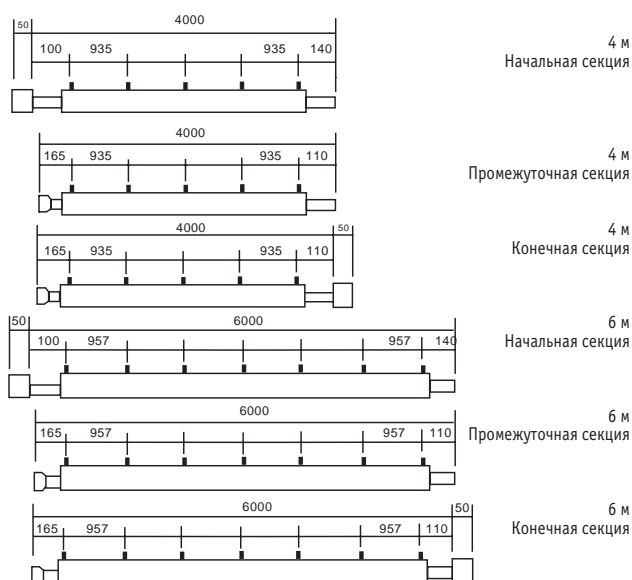 50 4000
100 935 935 140
4 м
Начальная секция
4000
165 935 935 110
4 м
Промежуточная секция
4000 50
165 935 935 110
4 м
Конечная секция
50 6000
100 957 957 140
6 м
Начальная секция
6000
165 957 957 110
6 м
Промежуточная секция
6000 50
165 957 957 110
6 м
Конечная секция